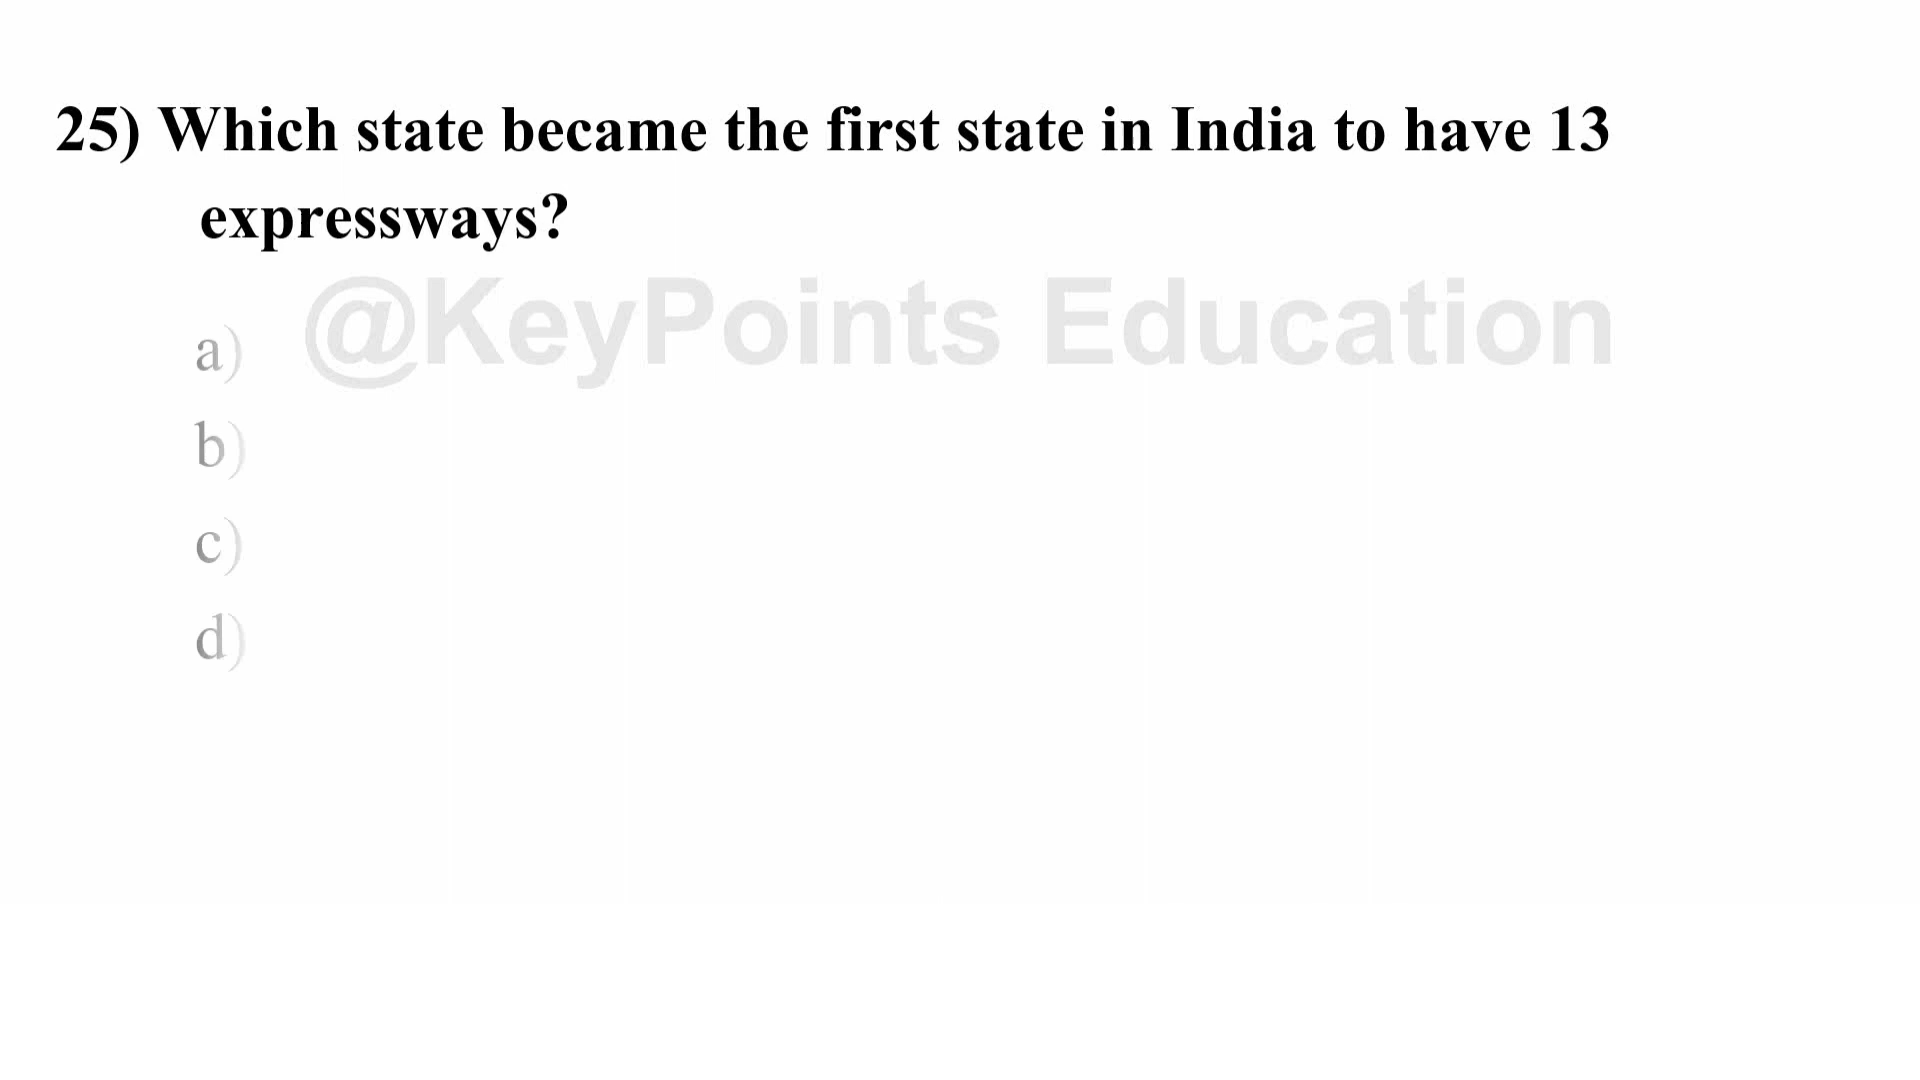 25) Which state became the first state in India to have 13
expressways?
@KeyPoints Education
a)
b)
c)
d)